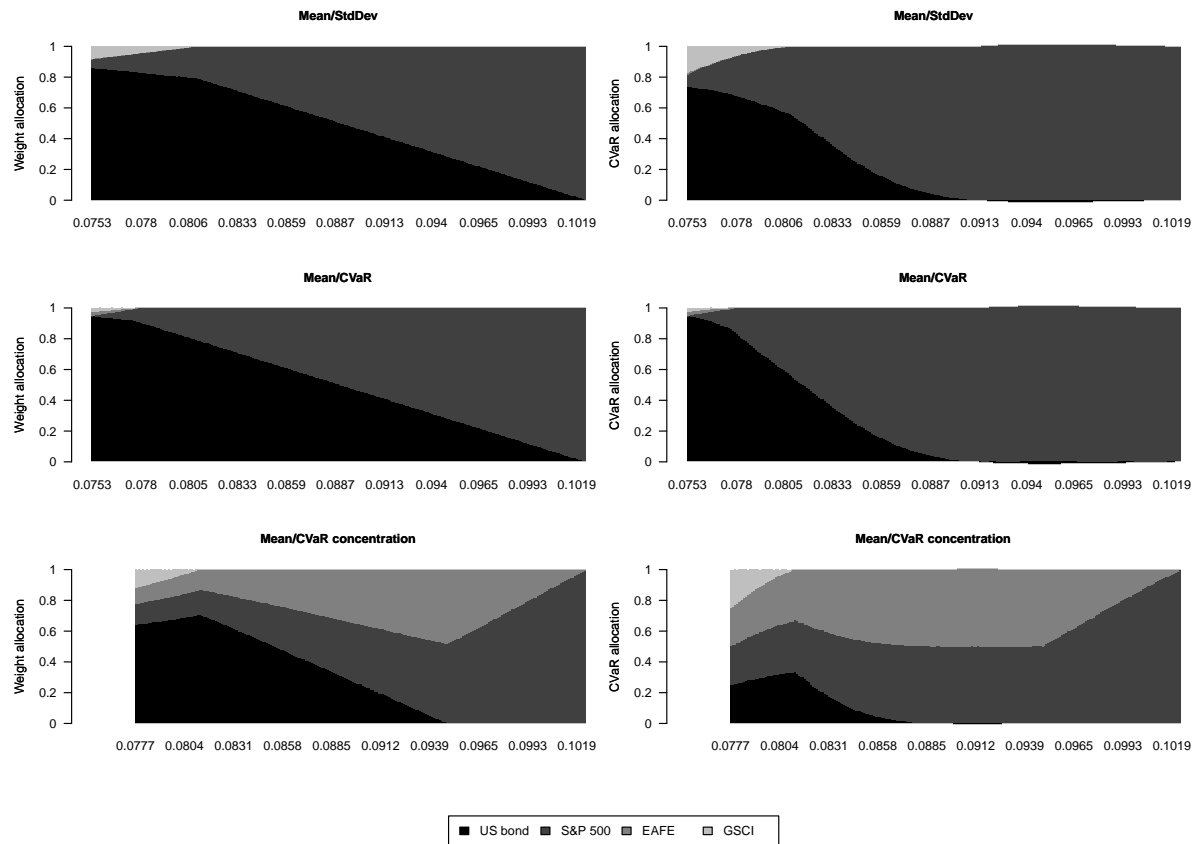 Mean/StdDev
Weight allocation
1
0.8
0.6
0.4
0.2
0
0.0753 0.078 0.0806 0.0833 0.0859 0.0887 0.0913 0.094 0.0965 0.0993 0.1019
Mean/StdDev
CVaR allocation
1
0.8
0.6
0.4
0.2
0
0.0753 0.078 0.0806 0.0833 0.0859 0.0887 0.0913 0.094 0.0965 0.0993 0.1019
Mean/CVaR
Weight allocation
1
0.8
0.6
0.4
0.2
0
0.0753 0.078 0.0805 0.0833 0.0859 0.0887 0.0913 0.094 0.0965 0.0993 0.1019
Mean/CVaR
CVaR allocation
1
0.8
0.6
0.4
0.2
0
0.0753 0.078 0.0805 0.0833 0.0859 0.0887 0.0913 0.094 0.0965 0.0993 0.1019
Mean/CVaR concentration
Weight allocation
1
0.8
0.6
0.4
0.2
0
0.0777 0.0804 0.0831 0.0858 0.0885 0.0912 0.0939 0.0965 0.0993 0.1019
Mean/CVaR concentration
CVaR allocation
1
0.8
0.6
0.4
0.2
0
0.0777 0.0804 0.0831 0.0858 0.0885 0.0912 0.0939 0.0965 0.0993 0.1019
US bond S&P 500 EAFE GSCI